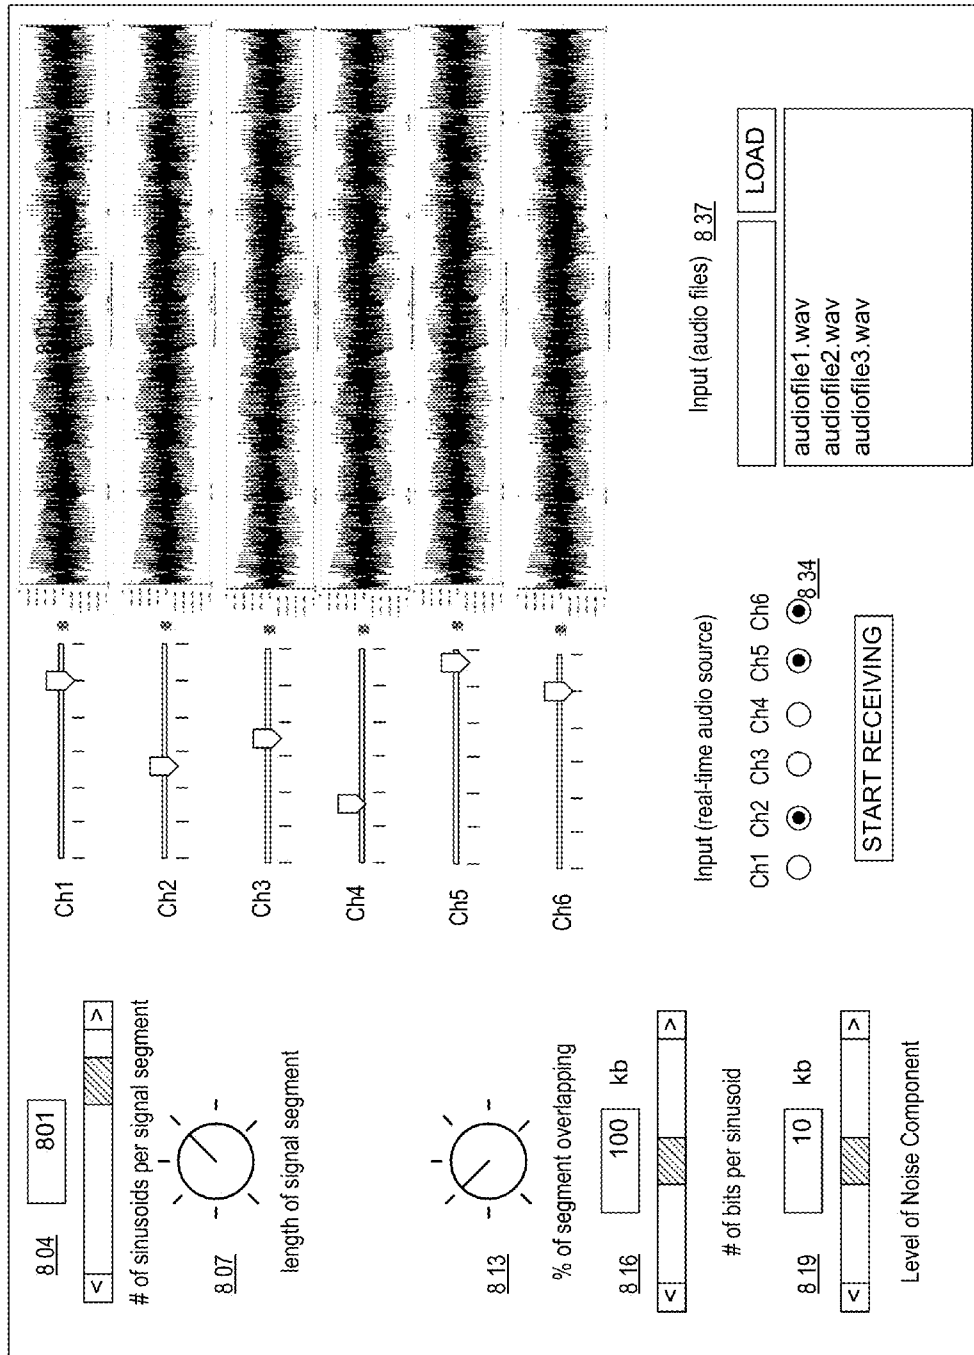 8 04
801
< >
# of sinusoids per signal segment
8 07
length of signal segment
8 13
% of segment overlapping
8 16
100 kb
< >
# of bits per sinusoid
8 19
10 kb
< >
Level of Noise Component
Ch1
Ch2
Ch3
Ch4
Ch5
Ch6
Input (real-time audio source)
Ch1 Ch2 Ch3 Ch4 Ch5 Ch6
8 34
START RECEIVING
Input (audio files) 8 37
LOAD
audiofile1.wav
audiofile2.wav
audiofile3.wav